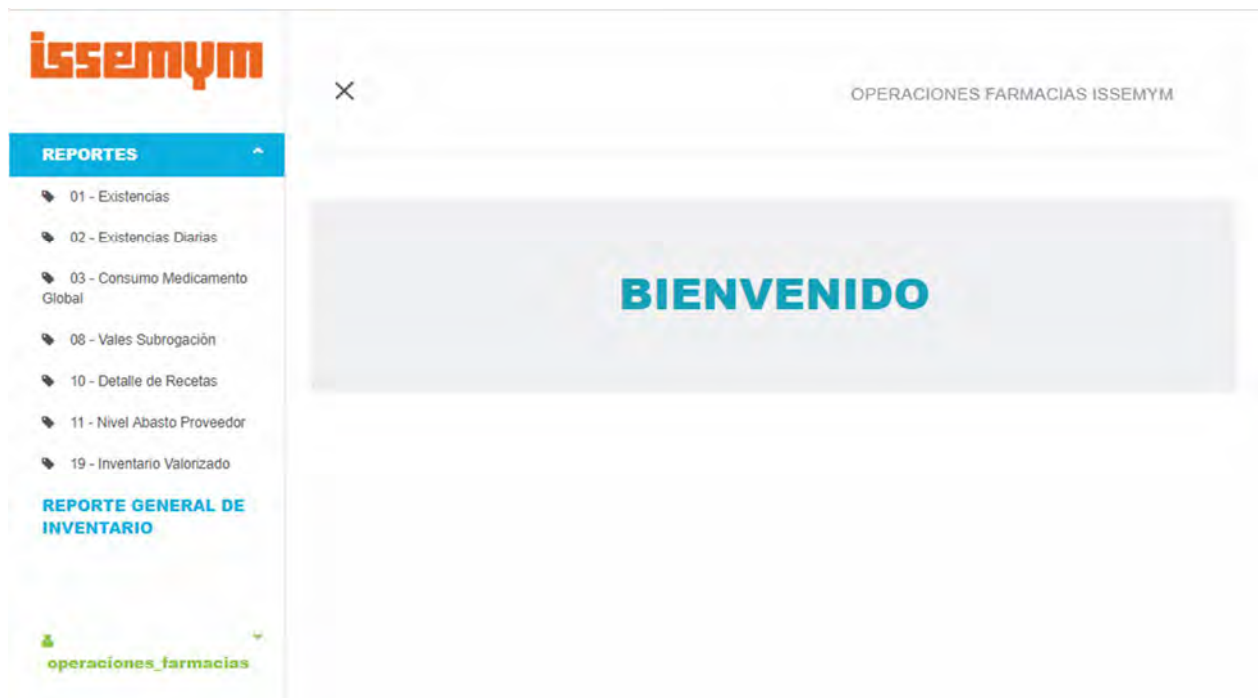 issemym
OPERACIONES FARMACIAS ISSEMYM
REPORTES
01 - Existencias
02 - Existencias Diarias
03 - Consumo Medicamento
Global
08 - Vales Subrogación
10 - Detalle de Recetas
11 - Nivel Abasto Proveedor
19 - Inventario Valorizado
REPORTE GENERAL DE
INVENTARIO
operaciones_farmacias
BIENVENIDO